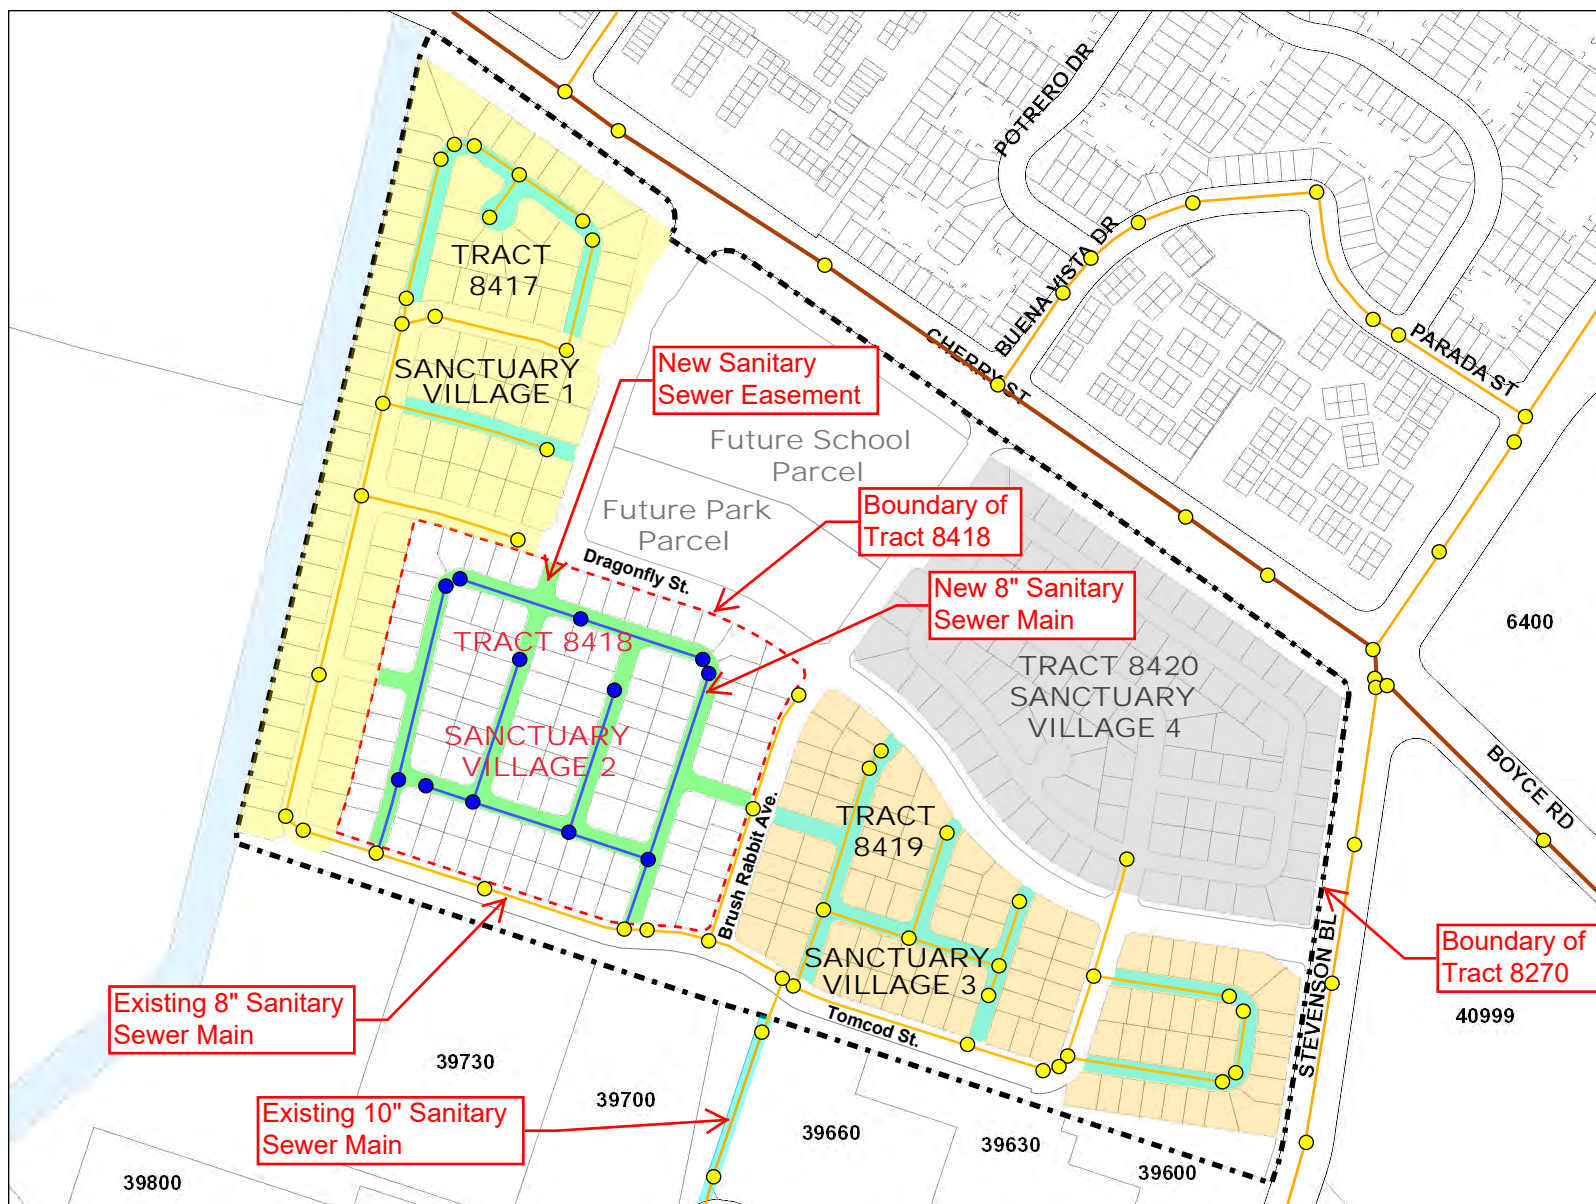 POTRERO DR
BUENA VISTA DR
CHERRY ST
PARADA ST
TRACT
8417
SANCTUARY
VILLAGE 1
New Sanitary
Sewer Easement
Future School
Parcel
Future Park
Parcel
Boundary of
Tract 8418
Dragonfly St.
New 8" Sanitary
Sewer Main
6400
TRACT 8418
TRACT 8420
SANCTUARY
VILLAGE 4
SANCTUARY
VILLAGE 2
BOYCE RD
TRACT
8419
Brush Rabbit Ave.
SANCTUARY
VILLAGE 3
STEVENSON BL
Boundary of
Tract 8270
Existing 8" Sanitary
Sewer Main
Tomcod St.
40999
39730
39700
Existing 10" Sanitary
Sewer Main
39660
39630
39600
39800